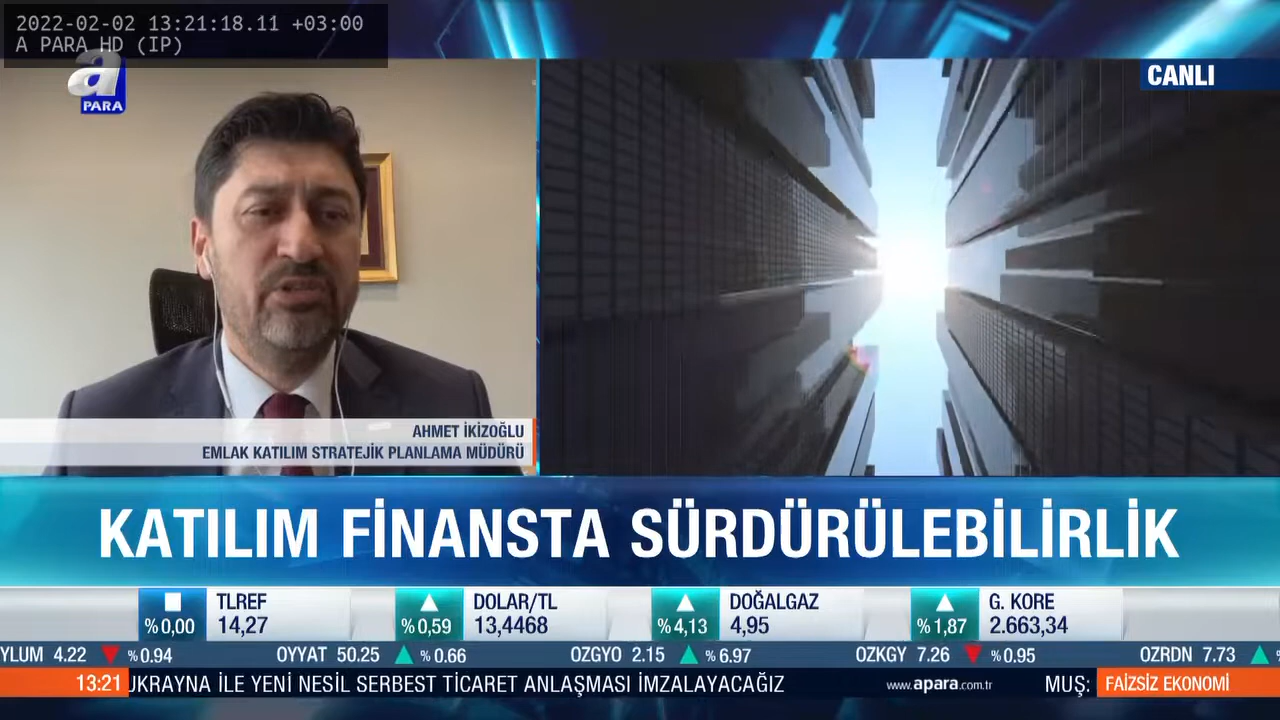 2022-02-02 13:21:18.11 +03:00
A PARA HD (IP)
a
PARA
CANLI
AHMET İKİZOĞLU
EMLAK KATILIM STRATEJİK PLANLAMA MÜDÜRÜ
KATILIM FİNANSTA SÜRDÜRÜLEBİLİRLİK
%0,00 TLREF 14,27
%0,59 DOLAR/TL 13,4468
%4,13 DOĞALGAZ 4,95
%1,87 G. KORE 2.663,34
YLUM 4.22 %0.94 OYYAT 50.25 %0.66 OZGYO 2.15 %6.97 OZKGY 7.26 %0.95 OZRDN 7.73 %
13:21 UKRAYNA İLE YENİ NESİL SERBEST TİCARET ANLAŞMASI İMZALAYACAĞIZ www.apara.com.tr MUŞ: FAİZSİZ EKONOMİ